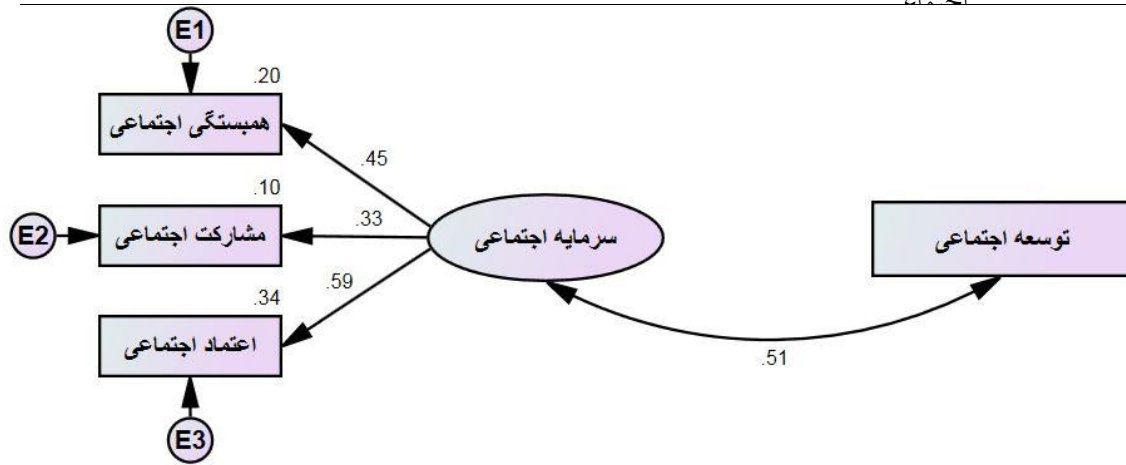 E1
.20
همبستگی اجتماعی
.45
.10
E2
مشارکت اجتماعی
.33
سرمایه اجتماعی
توسعه اجتماعی
.59
.34
اعتماد اجتماعی
.51
E3